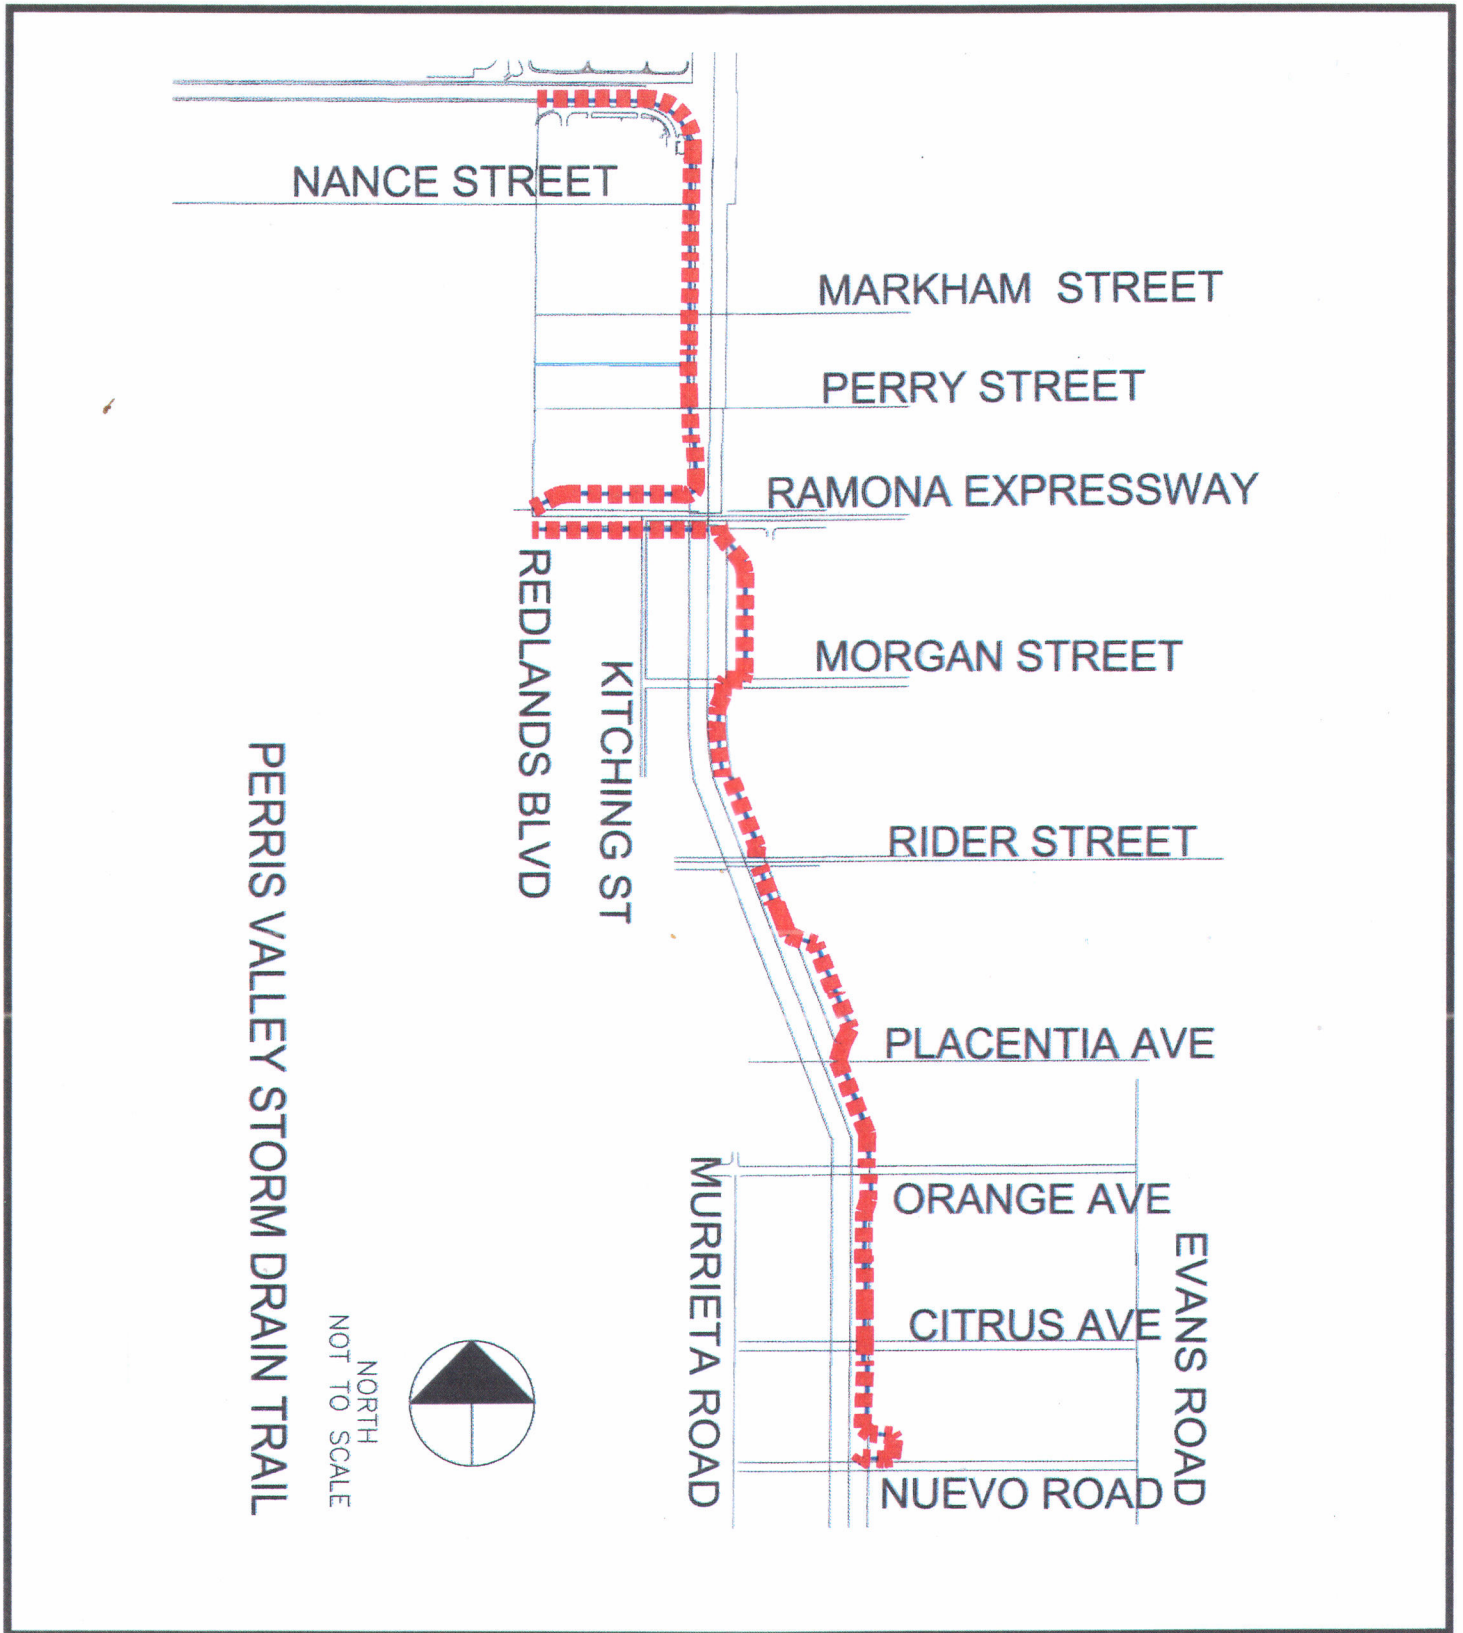 NANCE STREET
MARKHAM STREET
PERRY STREET
RAMONA EXPRESSWAY
REDLANDS BLVD
KITCHING ST
MORGAN STREET
RIDER STREET
PLACENTIA AVE
ORANGE AVE
EVANS ROAD
MURRIETA ROAD
CITRUS AVE
NUEVO ROAD
NORTH
NOT TO SCALE
PERRIS VALLEY STORM DRAIN TRAIL